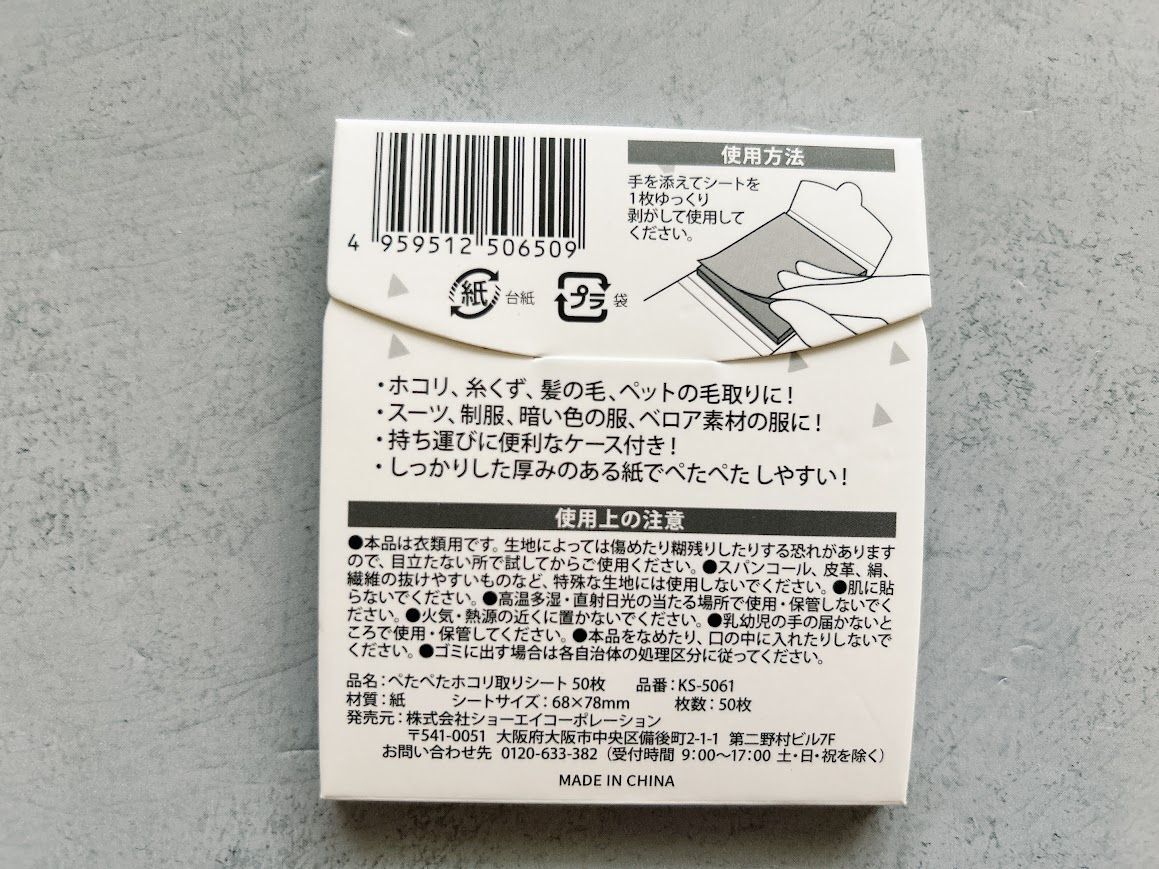 4 959512 506509
紙 台紙 プラ 袋
使用方法
手を添えてシートを
1枚ゆっくり
剥がして使用して
ください。
・ホコリ、糸くず、髪の毛、ペットの毛取りに!
・スーツ、制服、暗い色の服、ベロア素材の服に!
・持ち運びに便利なケース付き!
・しっかりした厚みのある紙でぺたぺたしやすい!
使用上の注意
●本品は衣類用です。生地によっては傷めたり糊残りしたりする恐れがあります
ので、目立たない所で試してからご使用ください。●スパンコール、皮革、絹、
繊維の抜けやすいものなど、特殊な生地には使用しないでください。●肌に貼
らないでください。●高温多湿・直射日光の当たる場所で使用・保管しないでく
ださい。●火気・熱源の近くに置かないでください。●乳幼児の手の届かないと
ころで使用・保管してください。●本品をなめたり、口の中に入れたりしないで
ください。●ゴミに出す場合は各自治体の処理区分に従ってください。
品名:ぺたぺたホコリ取りシート 50枚 品番:KS-5061
材質:紙 シートサイズ:68×78mm 枚数:50枚
発売元:株式会社ショーエイコーポレーション
〒541-0051 大阪府大阪市中央区備後町2-1-1 第二野村ビル7F
お問い合わせ先 0120-633-382(受付時間 9:00〜17:00 土・日・祝を除く)
MADE IN CHINA